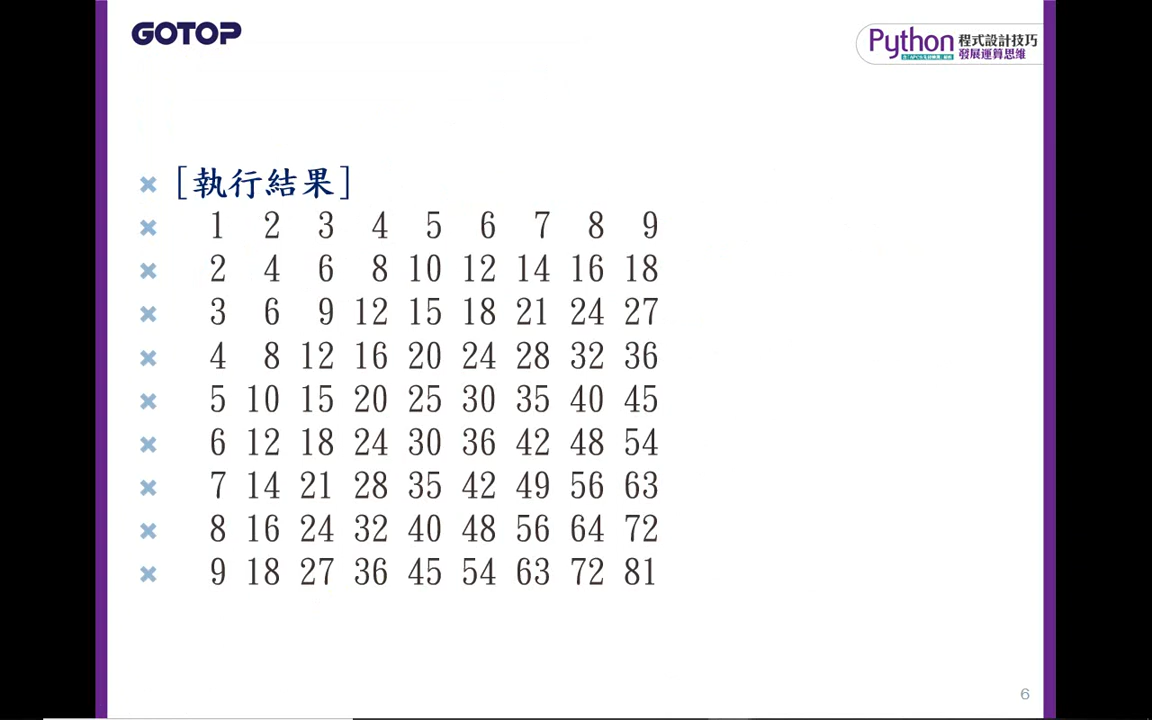 GOTOP
Python 程式設計技巧
發展運算思維
[執行結果]
1 2 3 4 5 6 7 8 9
2 4 6 8 10 12 14 16 18
3 6 9 12 15 18 21 24 27
4 8 12 16 20 24 28 32 36
5 10 15 20 25 30 35 40 45
6 12 18 24 30 36 42 48 54
7 14 21 28 35 42 49 56 63
8 16 24 32 40 48 56 64 72
9 18 27 36 45 54 63 72 81
6